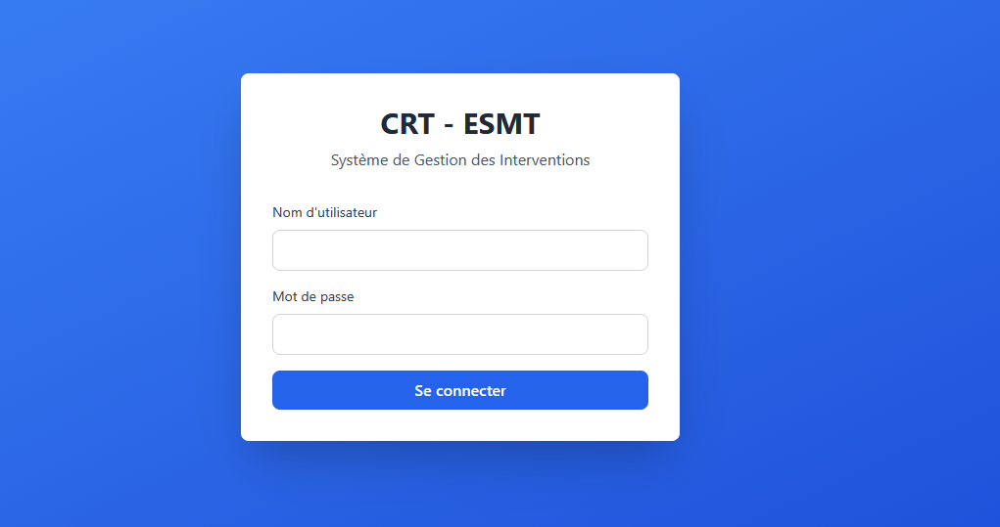 CRT - ESMT
Système de Gestion des Interventions
Nom d'utilisateur
Mot de passe
Se connecter